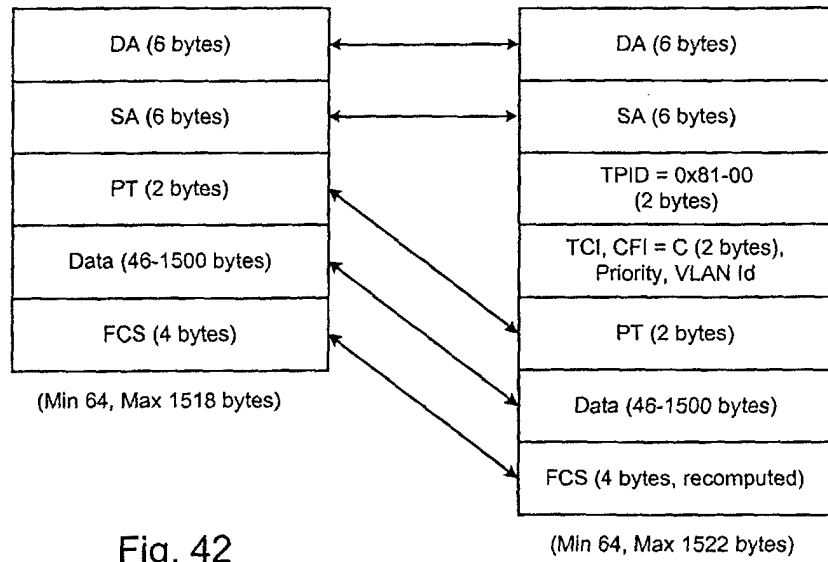 DA (6 bytes)
SA (6 bytes)
PT (2 bytes)
Data (46-1500 bytes)
FCS (4 bytes)
(Min 64, Max 1518 bytes)
DA (6 bytes)
SA (6 bytes)
TPID = 0x81-00
(2 bytes)
TCI, CFI = C (2 bytes),
Priority, VLAN Id
PT (2 bytes)
Data (46-1500 bytes)
FCS (4 bytes, recomputed)
(Min 64, Max 1522 bytes)
Fig. 42